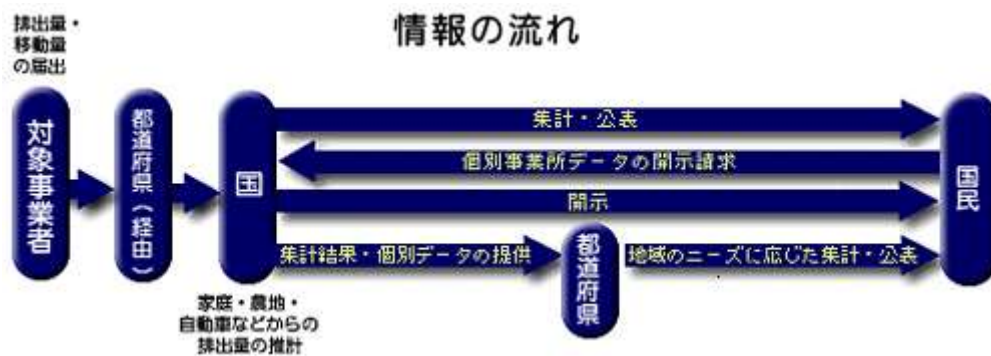 情報の流れ
排出量・
移動量
の届出
対象事業者
都道府県（経由）
国
集計・公表
個別事業所データの開示請求
開示
集計結果・個別データの提供
都道府県
地域のニーズに応じた集計・公表
国民
家庭・農地・
自動車などからの
排出量の推計